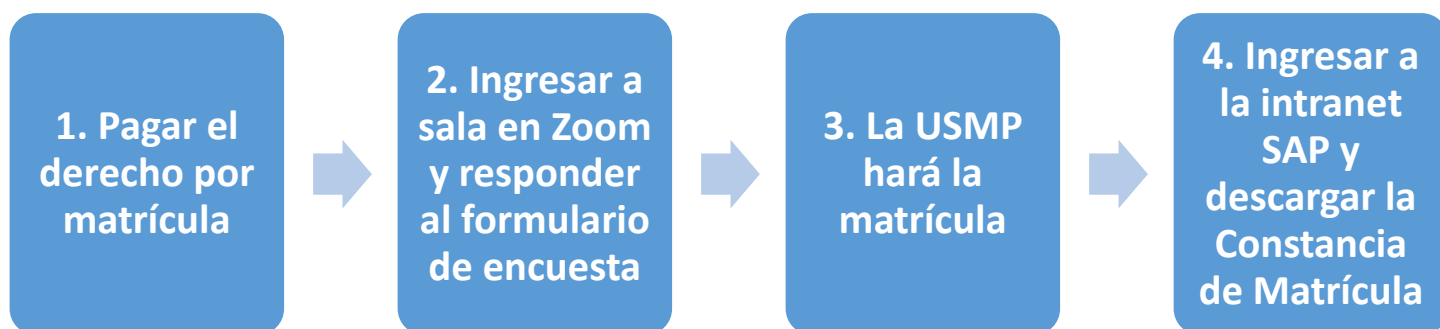 1. Pagar el
derecho por
matrícula
2. Ingresar a
sala en Zoom
y responder
al formulario
de encuesta
3. La USMP
hará la
matrícula
4. Ingresar a
la intranet
SAP y
descargar la
Constancia
de Matrícula